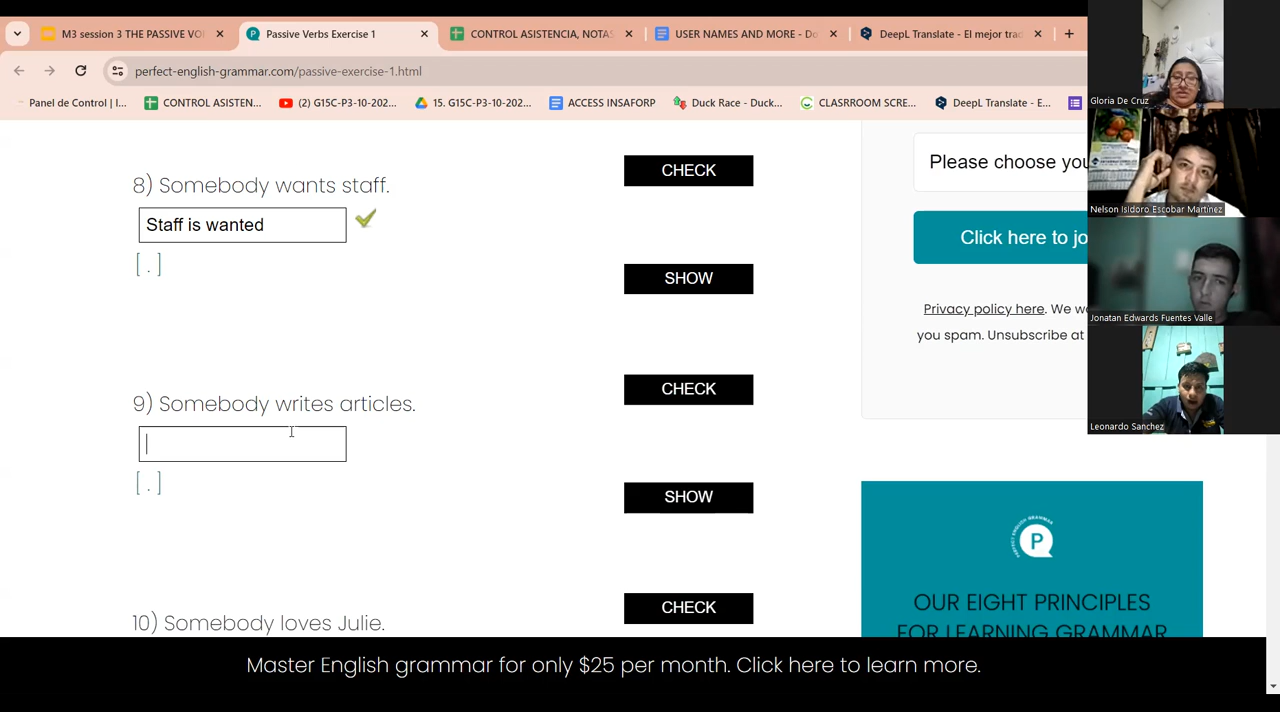 M3 session 3 THE PASSIVE VO
Passive Verbs Exercise 1
CONTROL ASISTENCIA, NOTAS
USER NAMES AND MORE - Do
DeepL Translate - El mejor trad
perfect-english-grammar.com/passive-exercise-1.html
Panel de Control | I...
CONTROL ASISTEN...
(2) G15C-P3-10-202...
15. G15C-P3-10-202...
ACCESS INSAFORP
Duck Race - Duck...
CLASRROOM SCRE...
DeepL Translate — E...
8) Somebody wants staff.
CHECK
Staff is wanted
[ . ]
SHOW
9) Somebody writes articles.
CHECK
[ . ]
SHOW
10) Somebody loves Julie.
CHECK
Please choose you
Click here to jo
Privacy policy here. We wo
you spam. Unsubscribe at
P
PERFECT ENGLISH GRAMMAR
OUR EIGHT PRINCIPLES
FOR LEARNING GRAMMAR
Master English grammar for only $25 per month. Click here to learn more.
Gloria De Cruz
Nelson Isidoro Escobar Martinez
Jonatan Edwards Fuentes Valle
Leonardo Sanchez